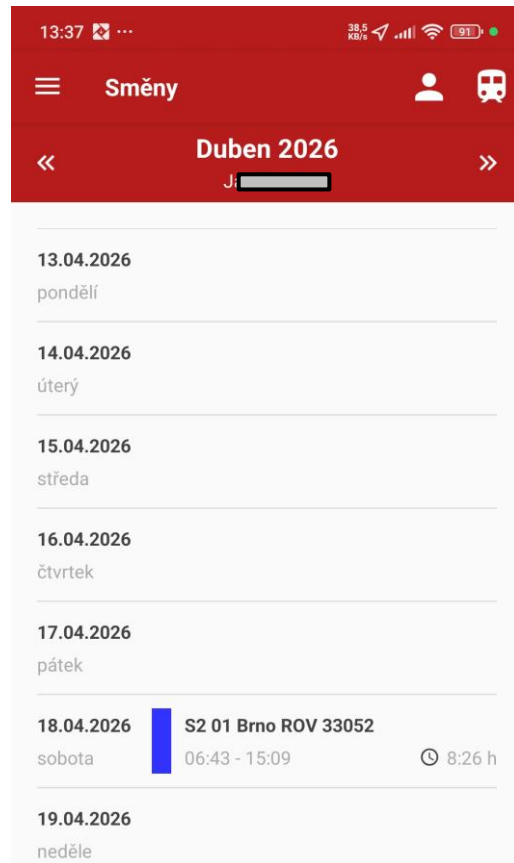 13:37 ...
38,5 KB/s 91
Směny
« Duben 2026 »
13.04.2026
pondělí
14.04.2026
úterý
15.04.2026
středa
16.04.2026
čtvrtek
17.04.2026
pátek
18.04.2026 S2 01 Brno ROV 33052
sobota 06:43 - 15:09 8:26 h
19.04.2026
neděle